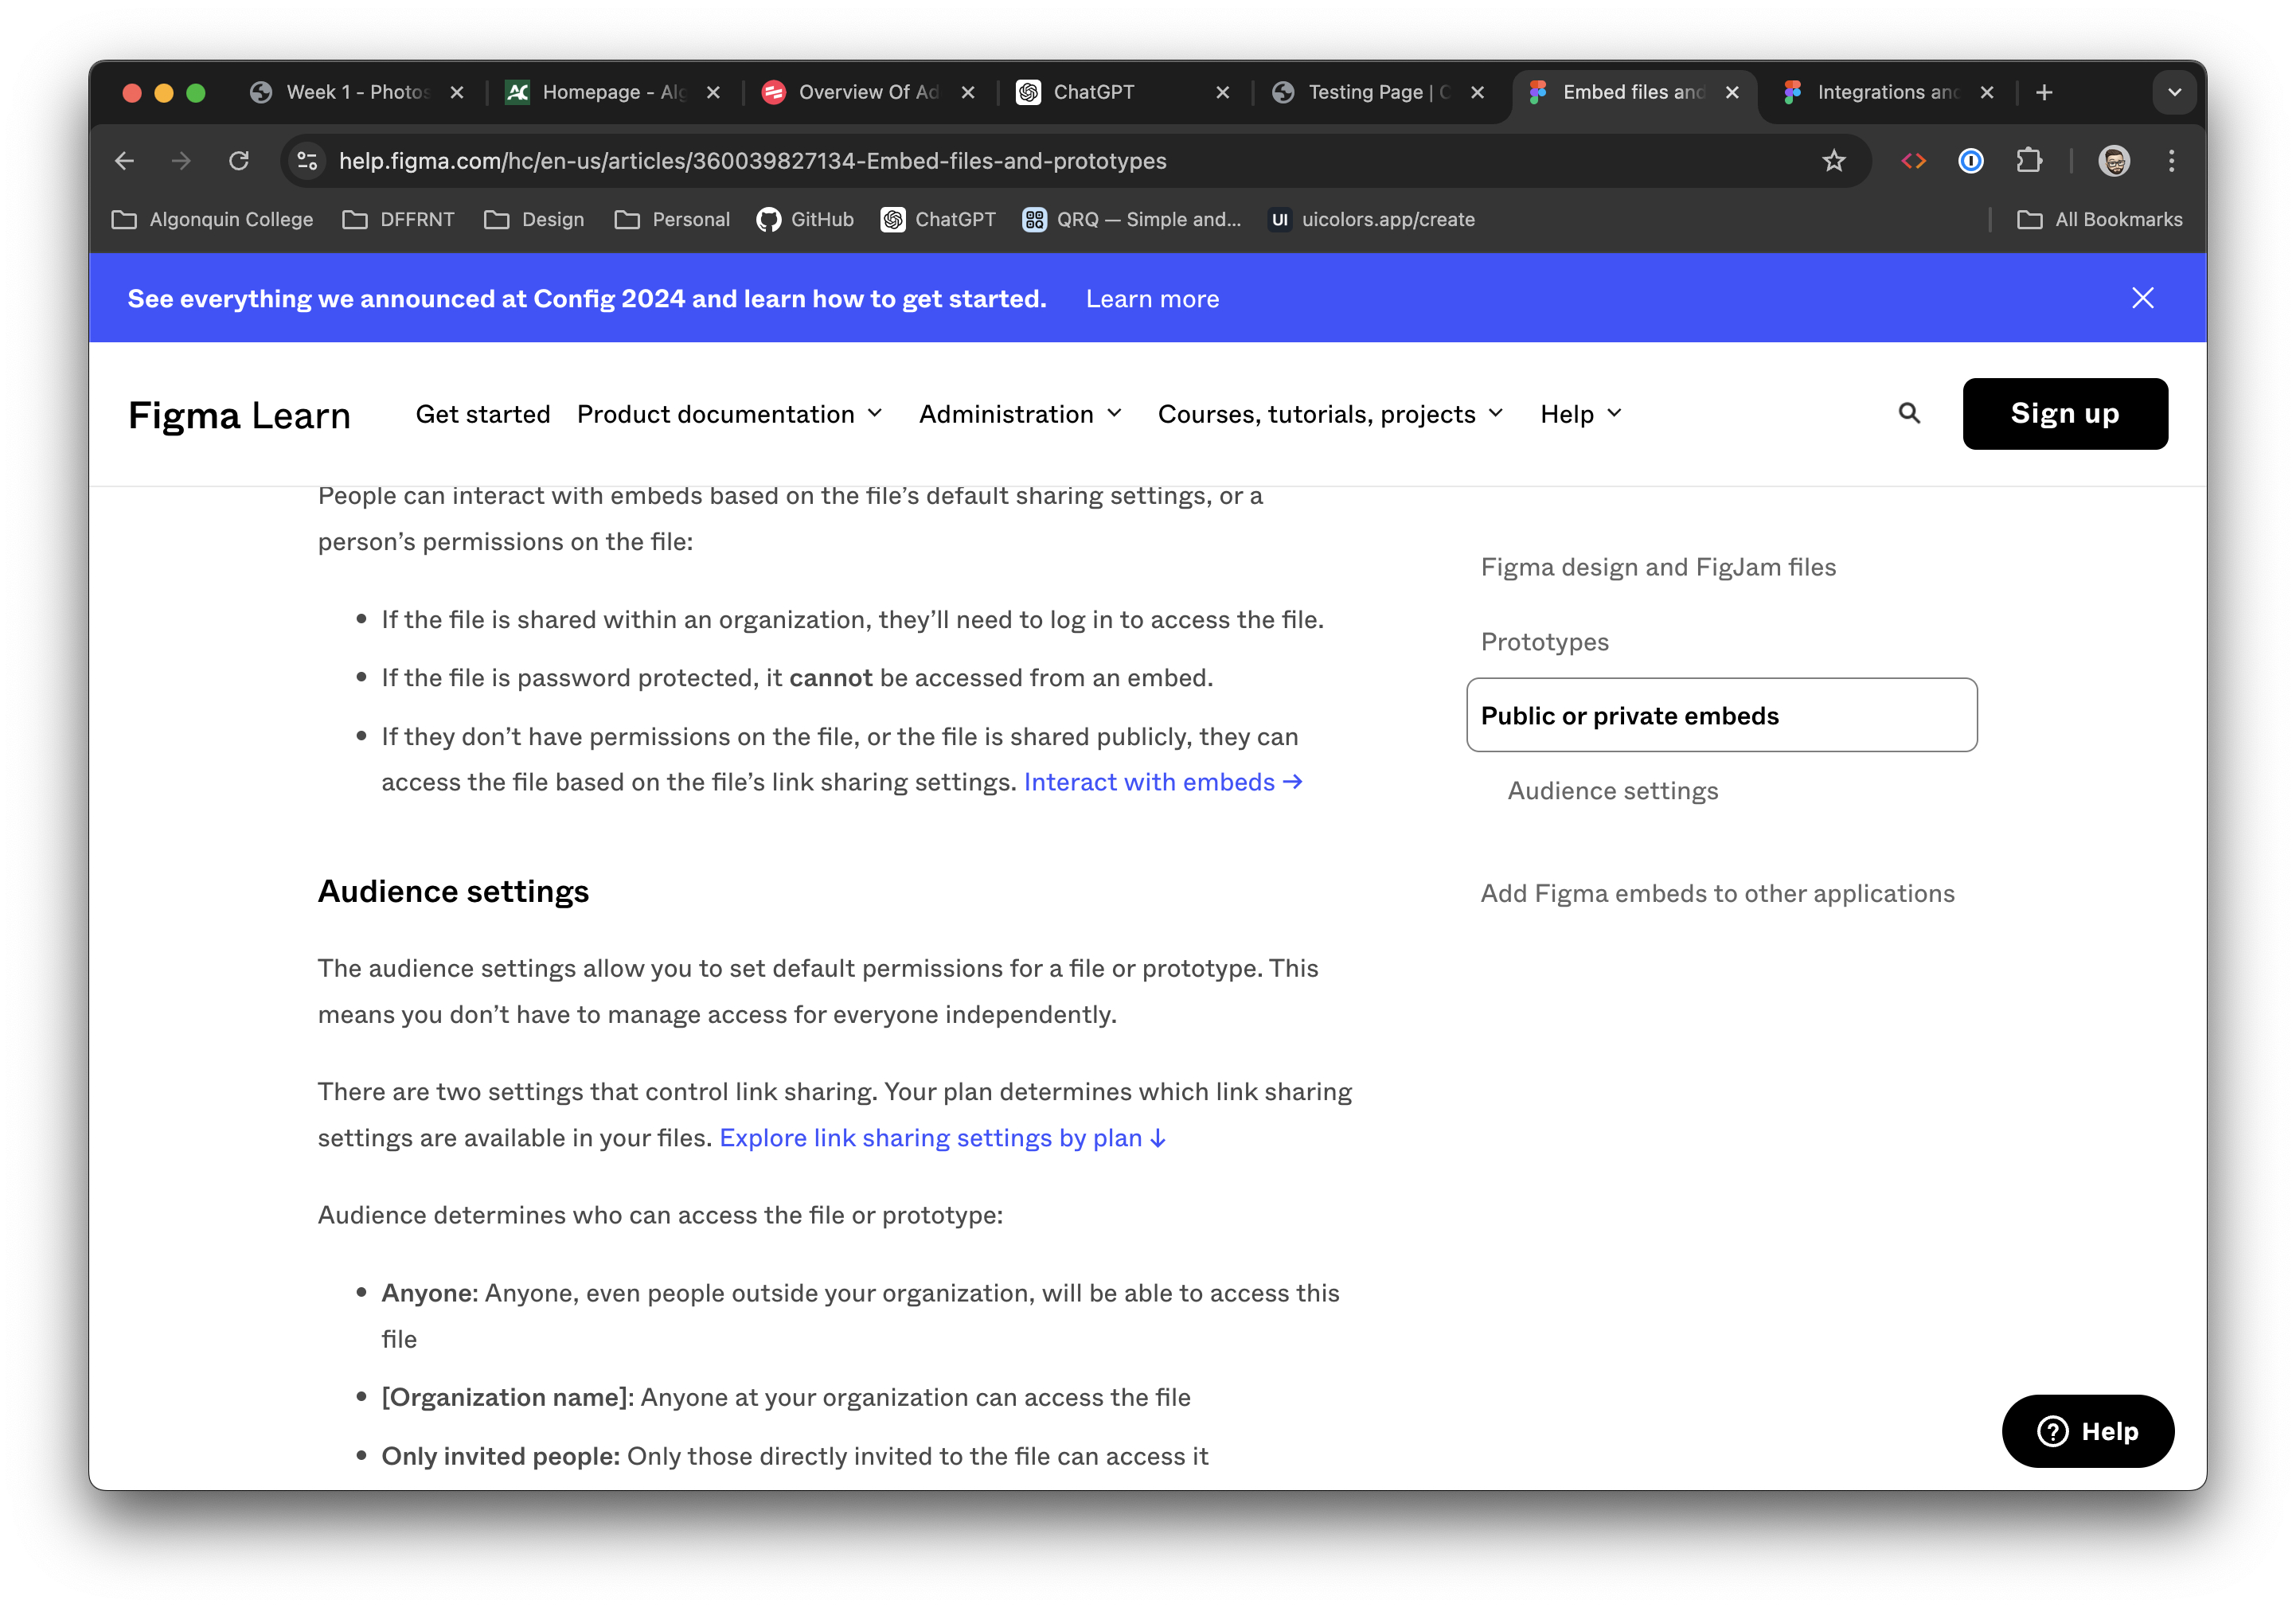 Week 1 - Photos
Homepage - Alg
Overview Of Ad
ChatGPT
Testing Page | C
Embed files and
Integrations and
help.figma.com/hc/en-us/articles/360039827134-Embed-files-and-prototypes
Algonquin College
DFFRNT
Design
Personal
GitHub
ChatGPT
QRQ — Simple and...
UI
uicolors.app/create
All Bookmarks
See everything we announced at Config 2024 and learn how to get started.
Learn more
Figma Learn
Get started
Product documentation
Administration
Courses, tutorials, projects
Help
Sign up
People can interact with embeds based on the file’s default sharing settings, or a
person’s permissions on the file:
• If the file is shared within an organization, they’ll need to log in to access the file.
• If the file is password protected, it cannot be accessed from an embed.
• If they don’t have permissions on the file, or the file is shared publicly, they can
access the file based on the file’s link sharing settings. Interact with embeds →
Audience settings
The audience settings allow you to set default permissions for a file or prototype. This
means you don’t have to manage access for everyone independently.
There are two settings that control link sharing. Your plan determines which link sharing
settings are available in your files. Explore link sharing settings by plan ↓
Audience determines who can access the file or prototype:
• Anyone: Anyone, even people outside your organization, will be able to access this
file
• [Organization name]: Anyone at your organization can access the file
• Only invited people: Only those directly invited to the file can access it
Figma design and FigJam files
Prototypes
Public or private embeds
Audience settings
Add Figma embeds to other applications
Help